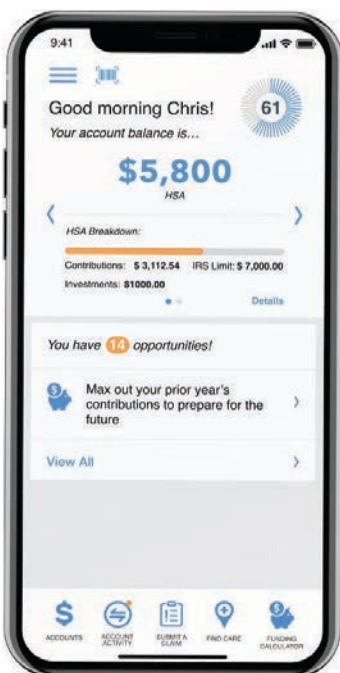 9:41
Good morning Chris!
61
Your account balance is...
$5,800
HSA
HSA Breakdown:
Contributions: $ 3,112.54 IRS Limit: $ 7,000.00
Investments: $1000.00
Details
You have 14 opportunities!
Max out your prior year's
contributions to prepare for the
future
View All
ACCOUNTS
ACCOUNT
ACTIVITY
SUBMIT A
CLAIM
FIND CARE
FUNDING
CALCULATOR